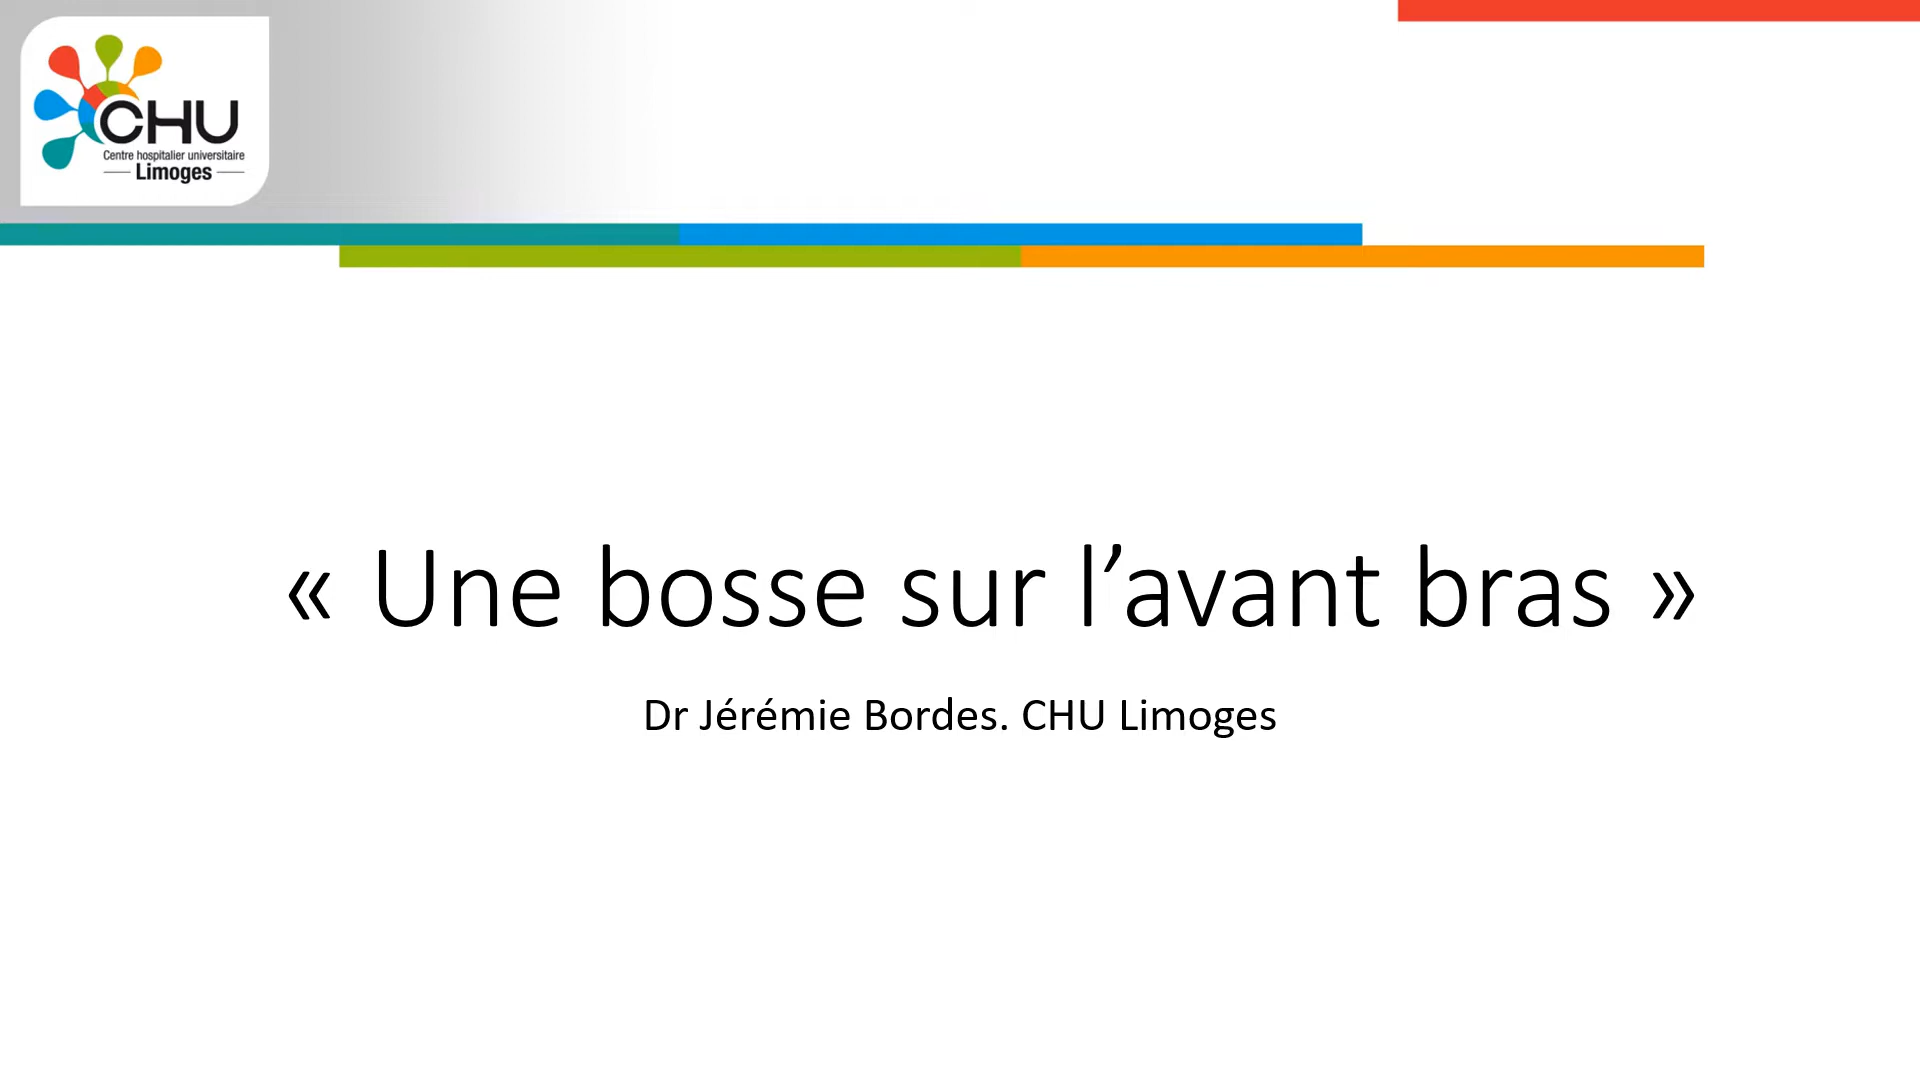 CHU
Centre hospitalier universitaire
Limoges
« Une bosse sur l’avant bras »
Dr Jérémie Bordes. CHU Limoges